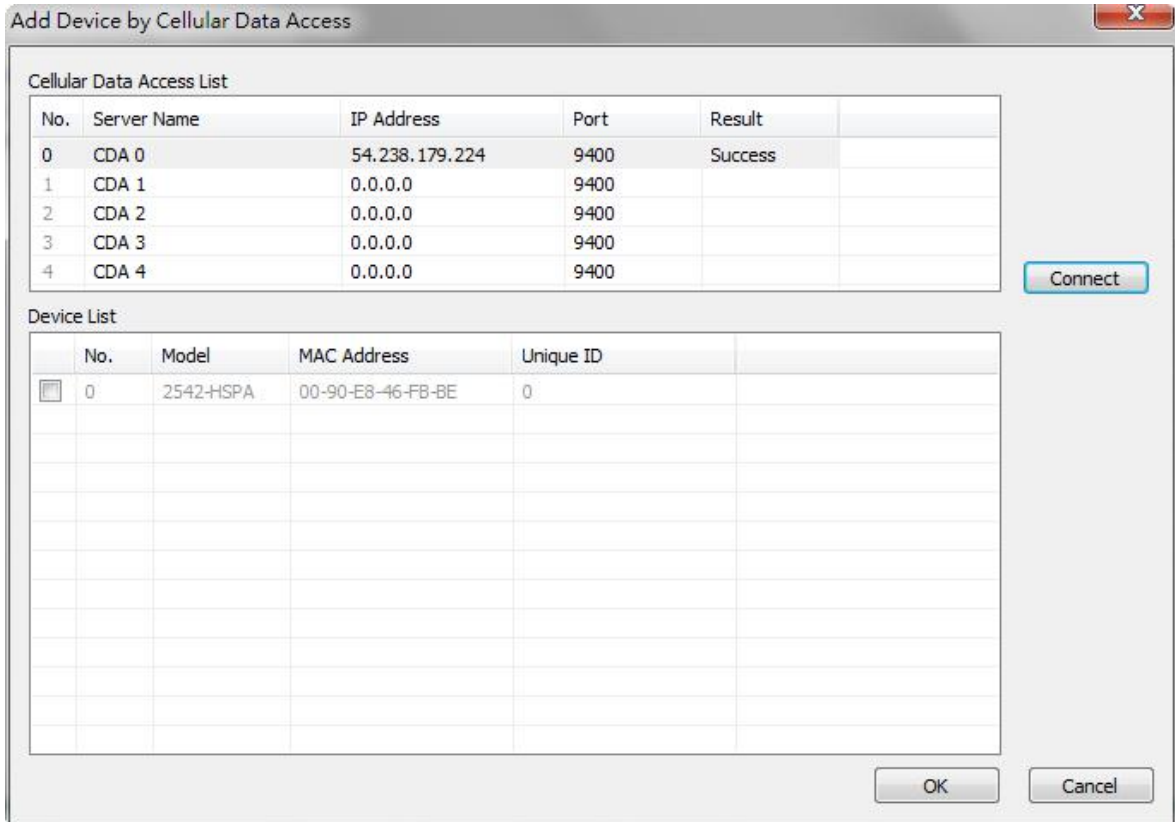 Add Device by Cellular Data Access
Cellular Data Access List
No. Server Name IP Address Port Result
0 CDA 0 54.238.179.224 9400 Success
1 CDA 1 0.0.0.0 9400
2 CDA 2 0.0.0.0 9400
3 CDA 3 0.0.0.0 9400
4 CDA 4 0.0.0.0 9400
Connect
Device List
No. Model MAC Address Unique ID
0 2542-HSPA 00-90-E8-46-FB-BE 0
OK Cancel